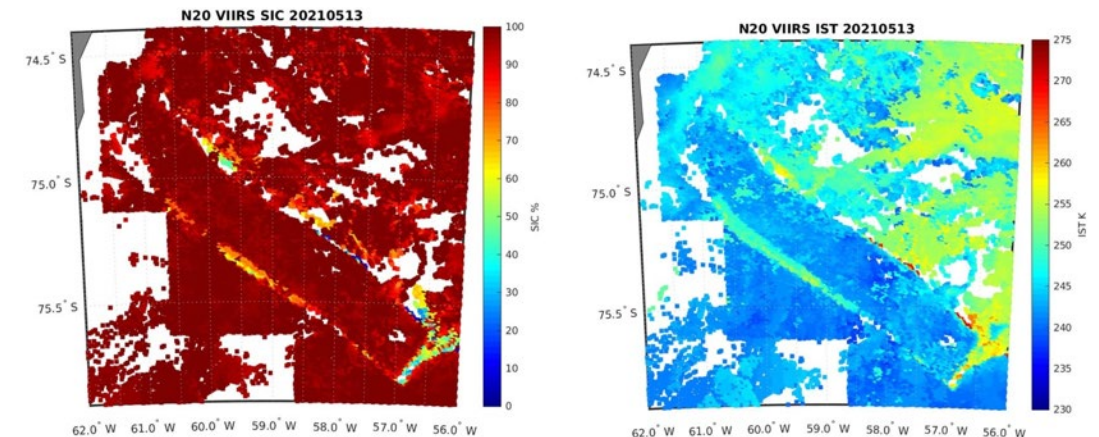 N20 VIIRS SIC 20210513
74.5° S
75.0° S
75.5° S
62.0° W 61.0° W 60.0° W 59.0° W 58.0° W 57.0° W 56.0° W
100
90
80
70
60
50
40
30
20
10
0
SIC %
N20 VIIRS IST 20210513
74.5° S
75.0° S
75.5° S
62.0° W 61.0° W 60.0° W 59.0° W 58.0° W 57.0° W 56.0° W
275
270
265
260
255
250
245
240
235
230
IST K